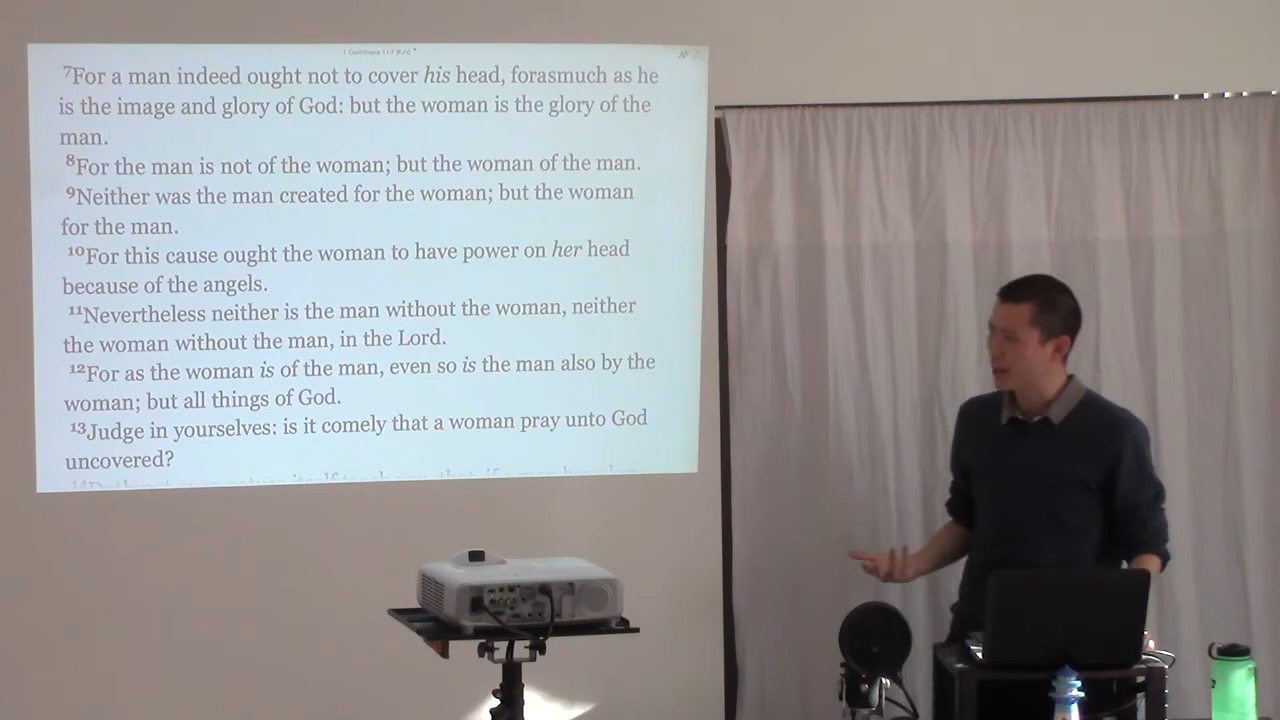 1 Corinthians 11:7 (KJV)
7For a man indeed ought not to cover his head, forasmuch as he
is the image and glory of God: but the woman is the glory of the
man.
8For the man is not of the woman; but the woman of the man.
9Neither was the man created for the woman; but the woman
for the man.
10For this cause ought the woman to have power on her head
because of the angels.
11Nevertheless neither is the man without the woman, neither
the woman without the man, in the Lord.
12For as the woman is of the man, even so is the man also by the
woman; but all things of God.
13Judge in yourselves: is it comely that a woman pray unto God
uncovered?